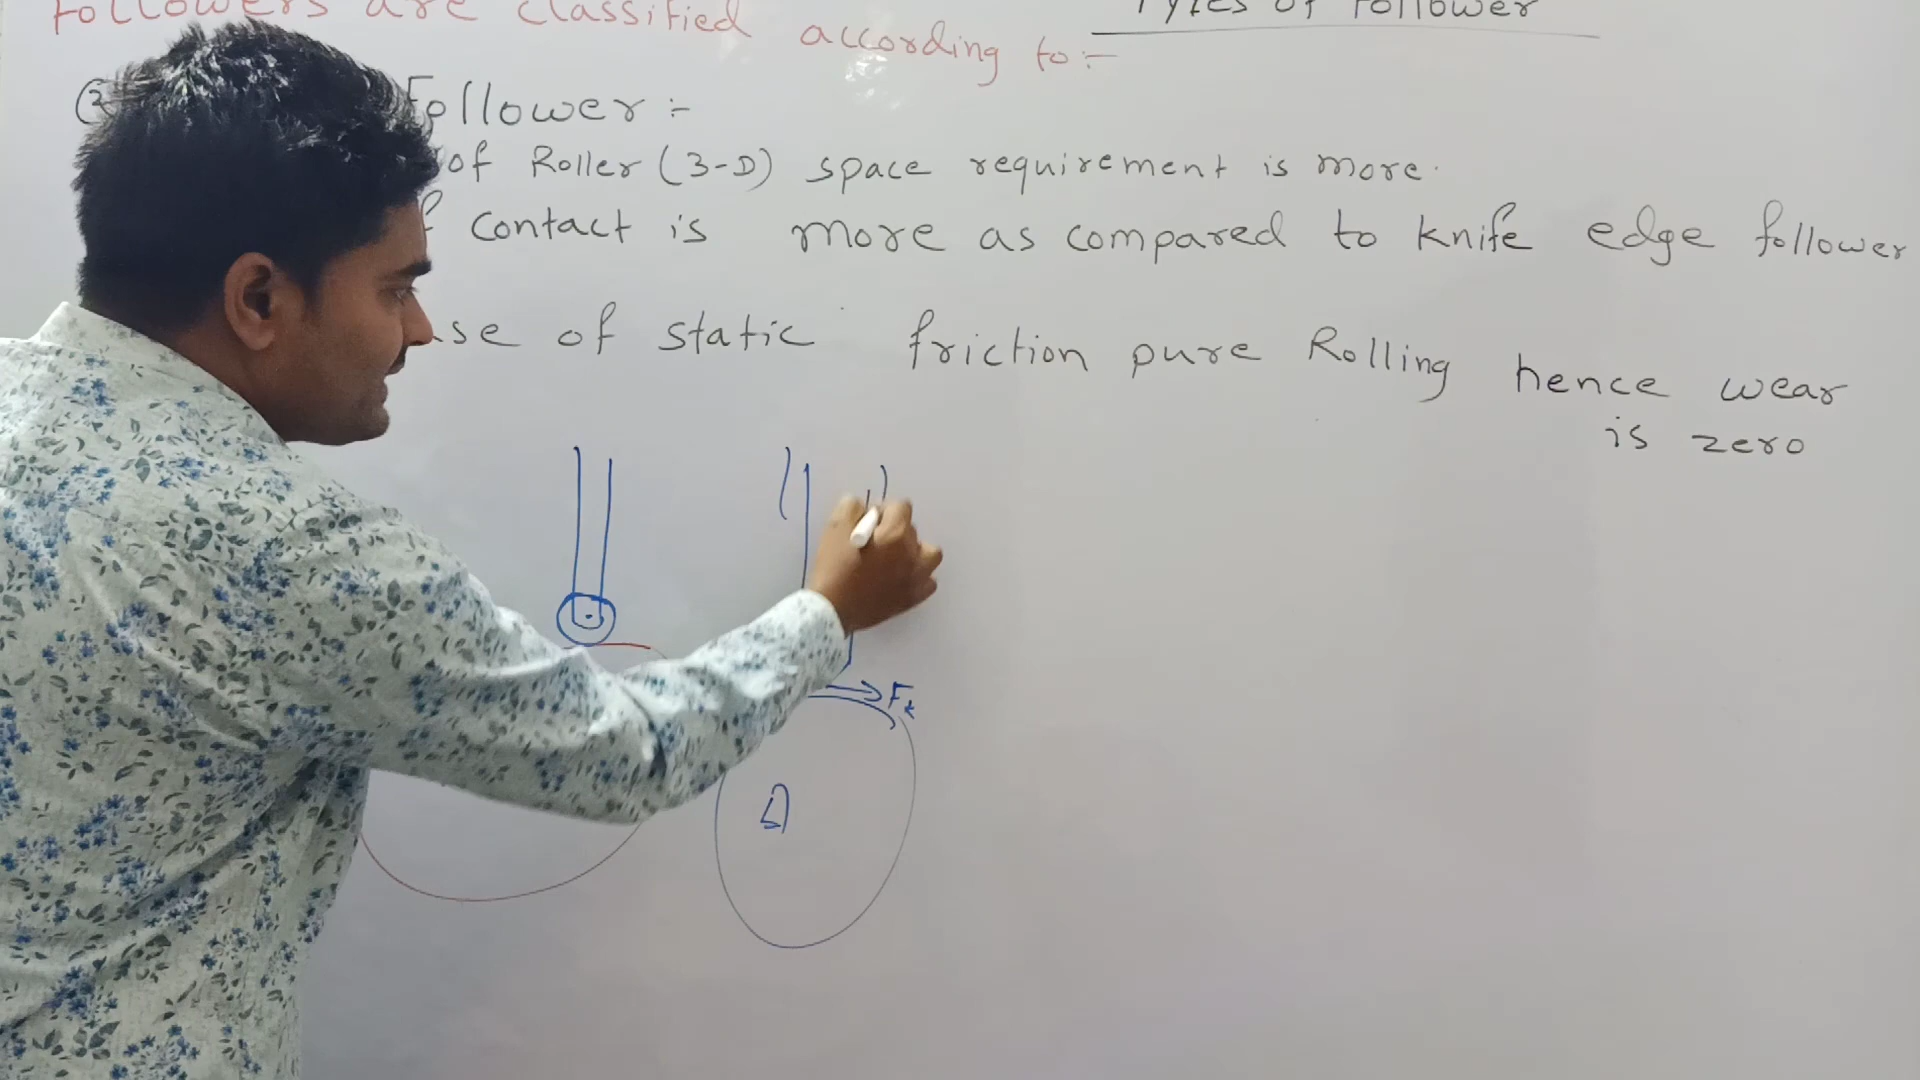 Types of Follower
Followers are classified according to:-
Follower :-
of Roller (3-D) space requirement is more.
contact is more as compared to knife edge follower
of static friction pure Rolling hence wear
is zero
Ft